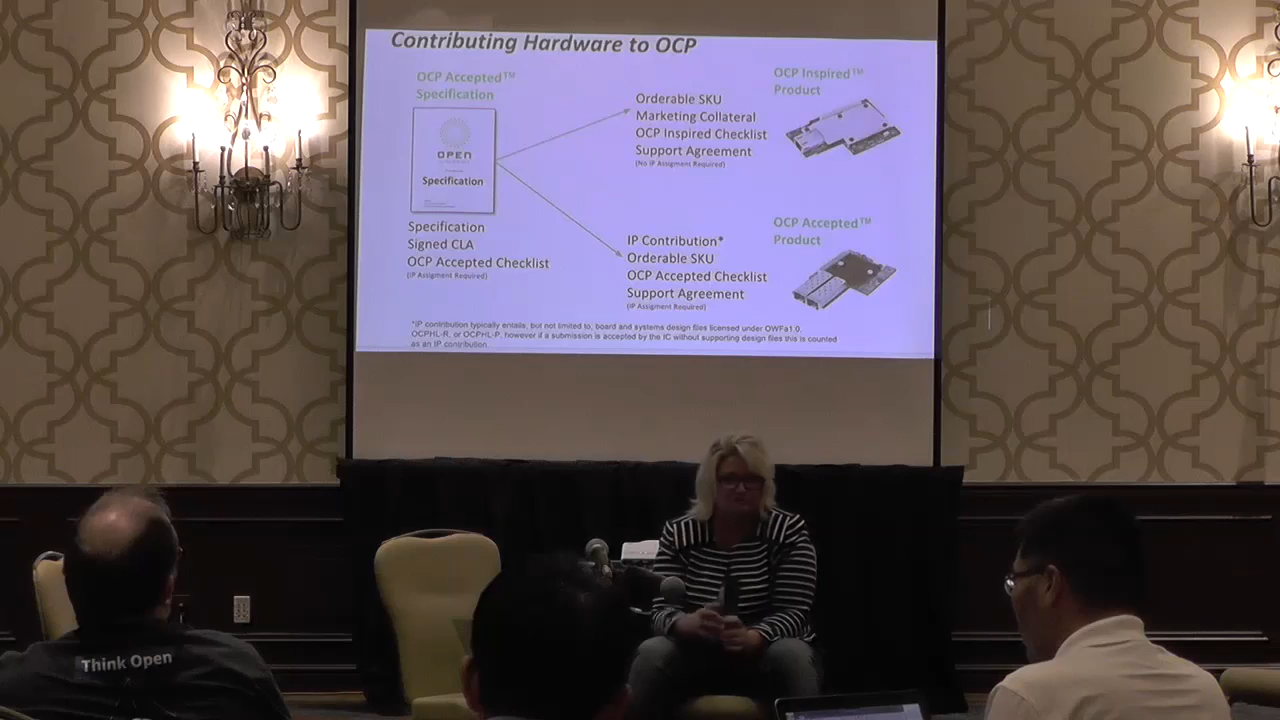 Contributing Hardware to OCP
OCP Accepted™
Specification
OPEN
Specification
Specification
Signed CLA
OCP Accepted Checklist
(IP Assigment Required)
Orderable SKU
Marketing Collateral
OCP Inspired Checklist
Support Agreement
(No IP Assigment Required)
OCP Inspired™
Product
IP Contribution*
Orderable SKU
OCP Accepted Checklist
Support Agreement
(IP Assigment Required)
OCP Accepted™
Product
*IP contribution typically entails, but not limited to, board and systems design files licensed under OWFa1.0,
OCPHL-R, or OCPHL-P, however if a submission is accepted by the IC without supporting design files this is counted
as an IP contribution.
Think Open